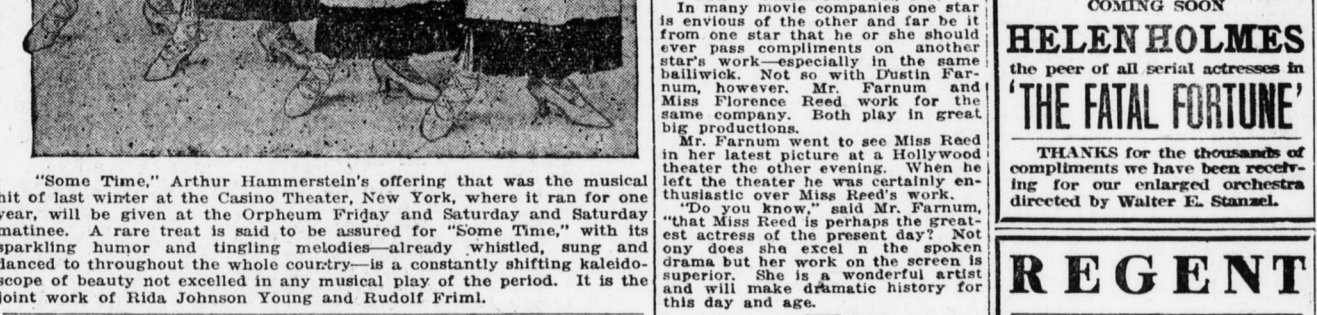 "Some Time," Arthur Hammerstein's offering that was the musical
hit of last winter at the Casino Theater, New York, where it ran for one
year, will be given at the Orpheum Friday and Saturday and Saturday
matinee. A rare treat is said to be assured for "Some Time," with its
sparkling humor and tingling melodies—already whistled, sung and
danced to throughout the whole country—is a constantly shifting kaleido-
scope of beauty not excelled in any musical play of the period. It is the
joint work of Rida Johnson Young and Rudolf Friml.
In many movie companies one star
is envious of the other and far be it
from one star that he or she should
ever pass compliments on another
star's work—especially in the same
bailiwick. Not so with Dustin Far-
num, however. Mr. Farnum and
Miss Florence Reed work for the
same company. Both play in great
big productions.
Mr. Farnum went to see Miss Reed
in her latest picture at a Hollywood
theater the other evening. When he
left the theater he was certainly en-
thusiastic over Miss Reed's work.
"Do you know," said Mr. Farnum,
"that Miss Reed is perhaps the great-
est actress of the present day? Not
ony does she excel n the spoken
drama but her work on the screen is
superior. She is a wonderful artist
and will make dramatic history for
this day and age.
COMING SOON
HELEN HOLMES
the peer of all serial actresses in
'THE FATAL FORTUNE'
THANKS for the thousands of
compliments we have been receiv-
ing for our enlarged orchestra
directed by Walter E. Stanzel.
REGENT